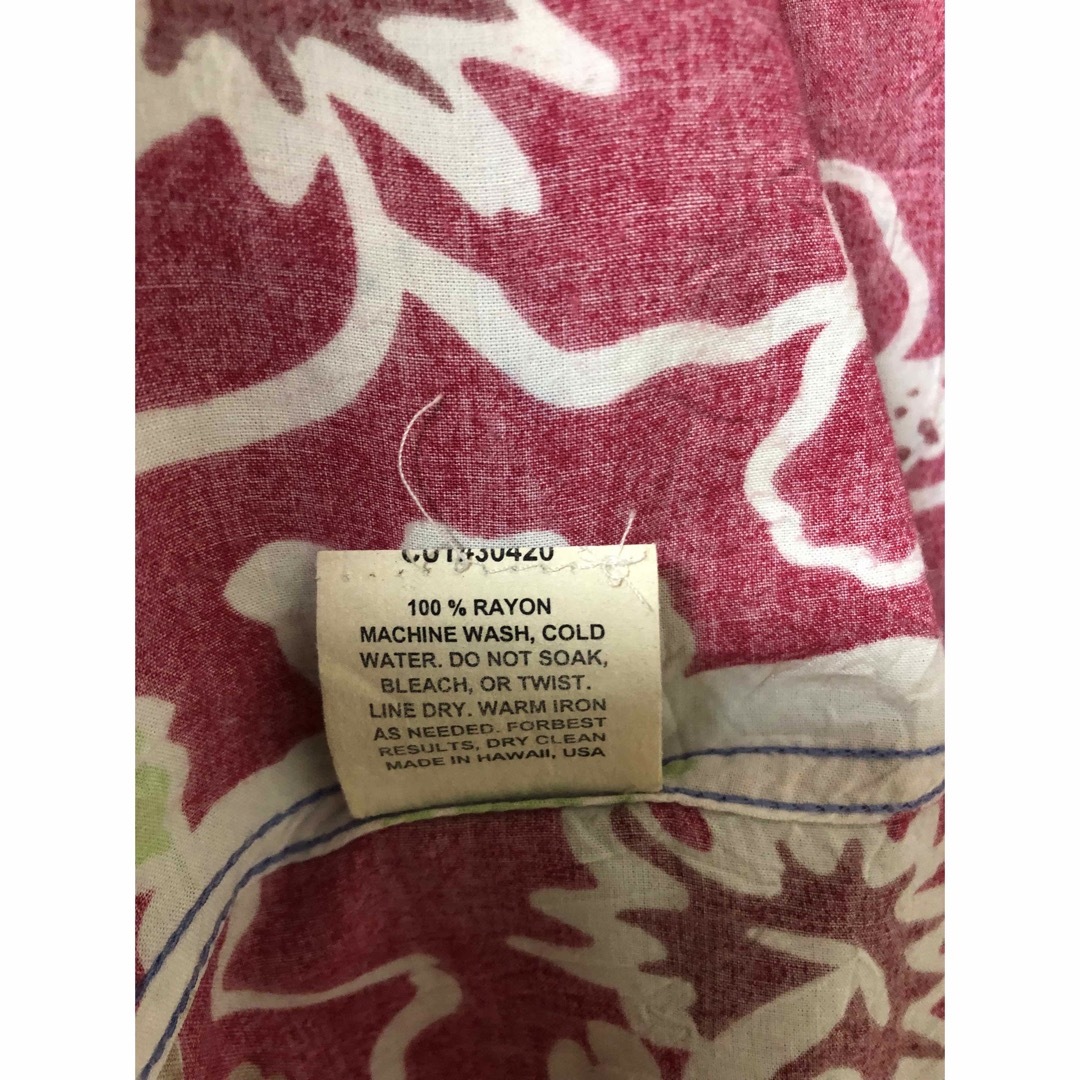 100 % RAYON
MACHINE WASH, COLD
WATER. DO NOT SOAK,
BLEACH, OR TWIST.
LINE DRY. WARM IRON
AS NEEDED. FORBEST
RESULTS, DRY CLEAN
MADE IN HAWAII, USA